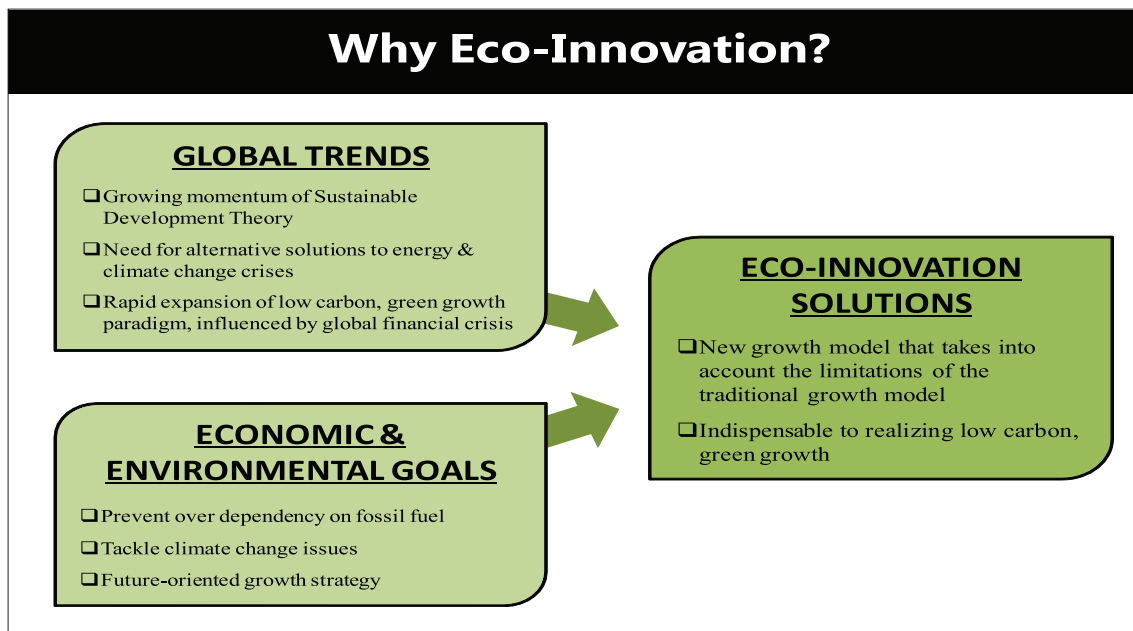 Why Eco-Innovation?
GLOBAL TRENDS
❑Growing momentum of Sustainable
Development Theory
❑Need for alternative solutions to energy &
climate change crises
❑Rapid expansion of low carbon, green growth
paradigm, influenced by global financial crisis
ECONOMIC &
ENVIRONMENTAL GOALS
❑Prevent over dependency on fossil fuel
❑Tackle climate change issues
❑Future-oriented growth strategy
ECO-INNOVATION
SOLUTIONS
❑New growth model that takes into
account the limitations of the
traditional growth model
❑Indispensable to realizing low carbon,
green growth